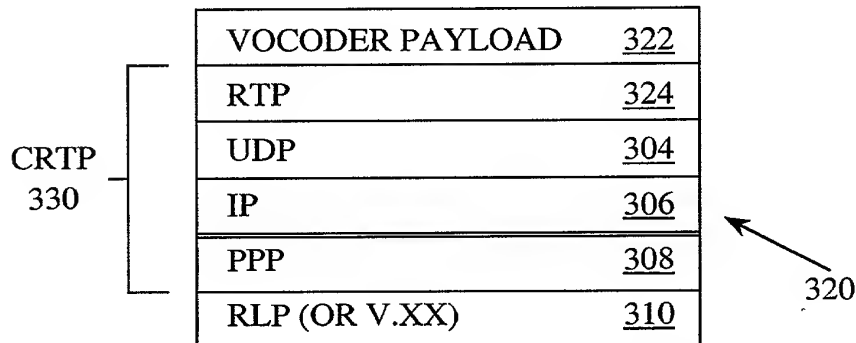 VOCODER PAYLOAD 322
RTP 324
UDP 304
CRTP
330
IP 306
PPP 308
320
RLP (OR V.XX) 310